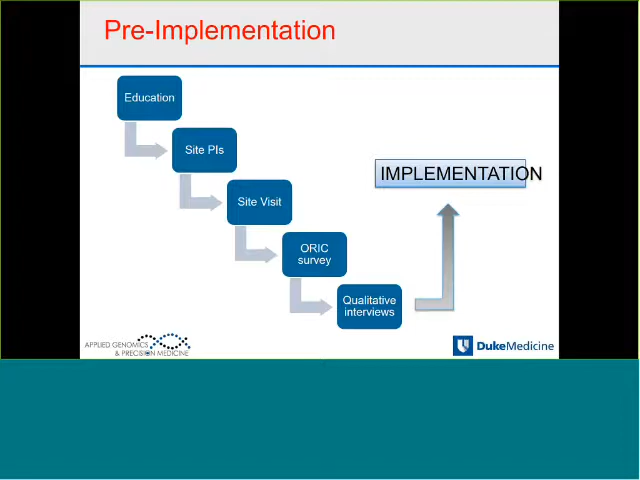 Pre-Implementation
Education
Site PIs
Site Visit
ORIC
survey
Qualitative
interviews
IMPLEMENTATION
APPLIED GENOMICS
& PRECISION MEDICINE
DukeMedicine